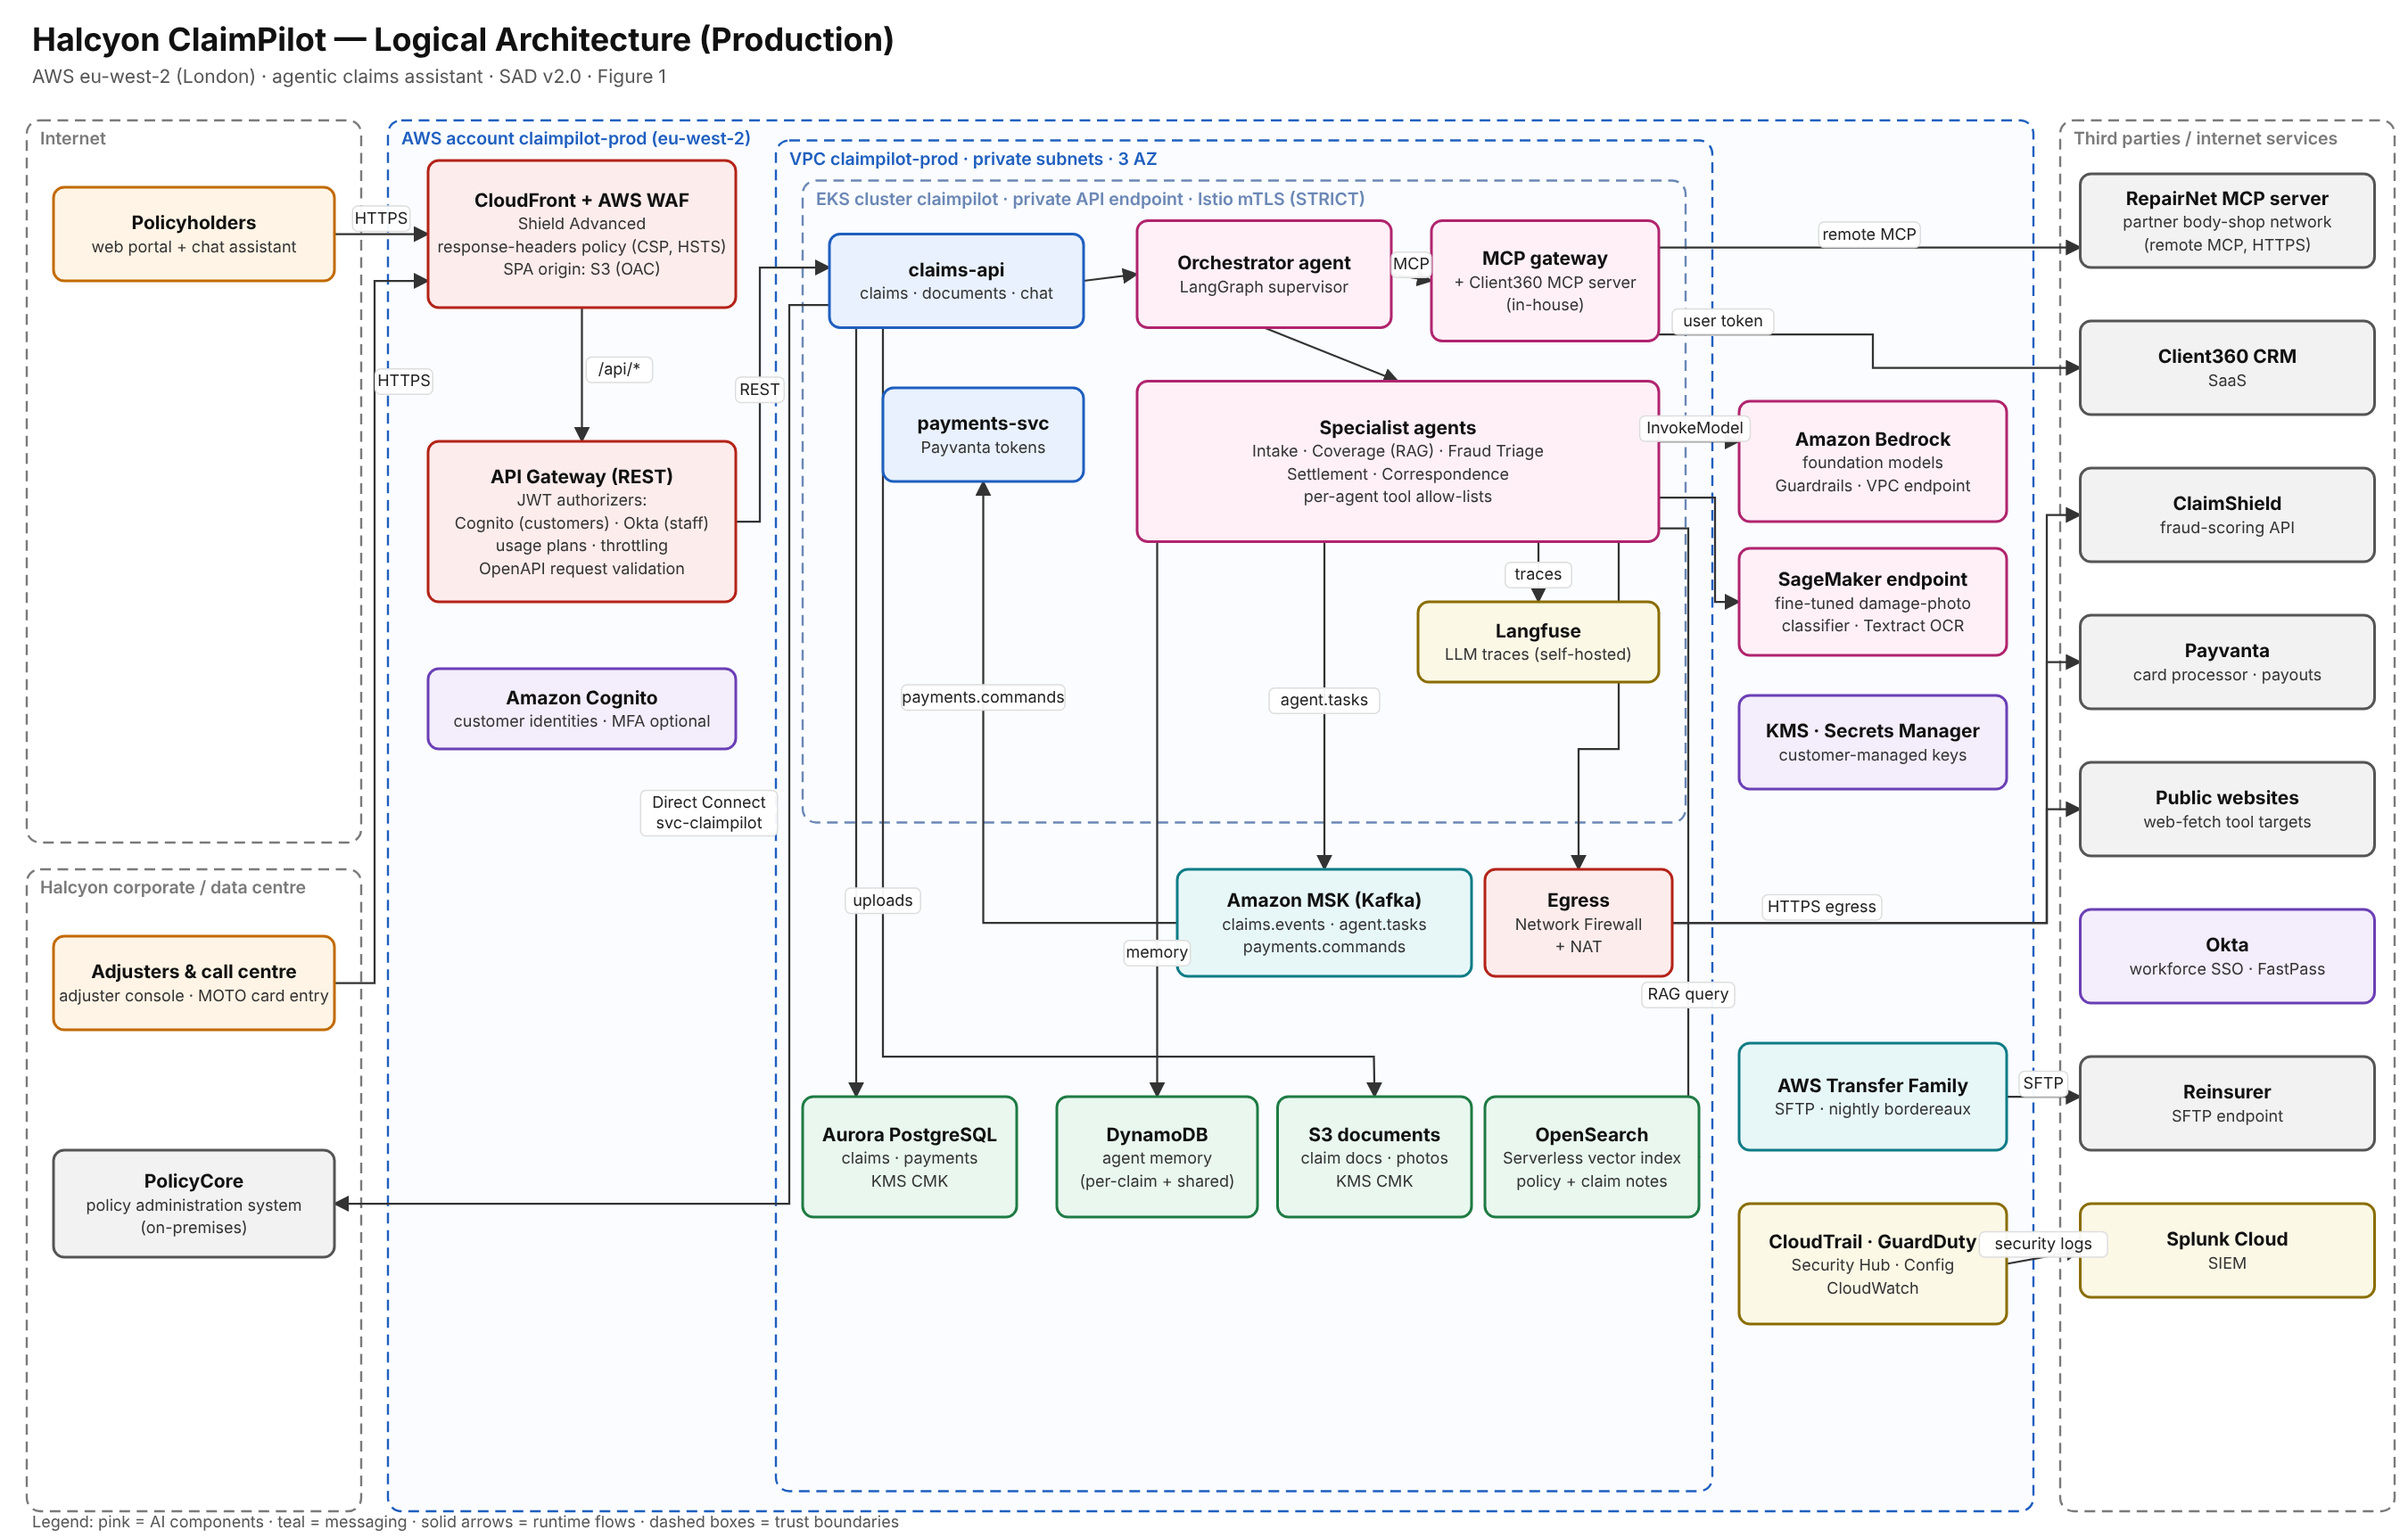 Halcyon ClaimPilot — Logical Architecture (Production)
AWS eu-west-2 (London) · agentic claims assistant · SAD v2.0 · Figure 1
Internet
Policyholders
web portal + chat assistant
HTTPS
HTTPS
Halcyon corporate / data centre
Adjusters & call centre
adjuster console · MOTO card entry
PolicyCore
policy administration system
(on-premises)
AWS account claimpilot-prod (eu-west-2)
CloudFront + AWS WAF
Shield Advanced
response-headers policy (CSP, HSTS)
SPA origin: S3 (OAC)
/api/*
API Gateway (REST)
JWT authorizers:
Cognito (customers) · Okta (staff)
usage plans · throttling
OpenAPI request validation
REST
Amazon Cognito
customer identities · MFA optional
Direct Connect
svc-claimpilot
VPC claimpilot-prod · private subnets · 3 AZ
EKS cluster claimpilot · private API endpoint · Istio mTLS (STRICT)
claims-api
claims · documents · chat
Orchestrator agent
LangGraph supervisor
MCP
MCP gateway
+ Client360 MCP server
(in-house)
payments-svc
Payvanta tokens
Specialist agents
Intake · Coverage (RAG) · Fraud Triage
Settlement · Correspondence
per-agent tool allow-lists
traces
Langfuse
LLM traces (self-hosted)
payments.commands
agent.tasks
uploads
memory
Amazon MSK (Kafka)
claims.events · agent.tasks
payments.commands
Egress
Network Firewall
+ NAT
RAG query
Aurora PostgreSQL
claims · payments
KMS CMK
DynamoDB
agent memory
(per-claim + shared)
S3 documents
claim docs · photos
KMS CMK
OpenSearch
Serverless vector index
policy + claim notes
remote MCP
user token
InvokeModel
Amazon Bedrock
foundation models
Guardrails · VPC endpoint
SageMaker endpoint
fine-tuned damage-photo
classifier · Textract OCR
KMS · Secrets Manager
customer-managed keys
HTTPS egress
AWS Transfer Family
SFTP · nightly bordereaux
SFTP
CloudTrail · GuardDuty
Security Hub · Config
CloudWatch
security logs
Third parties / internet services
RepairNet MCP server
partner body-shop network
(remote MCP, HTTPS)
Client360 CRM
SaaS
ClaimShield
fraud-scoring API
Payvanta
card processor · payouts
Public websites
web-fetch tool targets
Okta
workforce SSO · FastPass
Reinsurer
SFTP endpoint
Splunk Cloud
SIEM
Legend: pink = AI components · teal = messaging · solid arrows = runtime flows · dashed boxes = trust boundaries